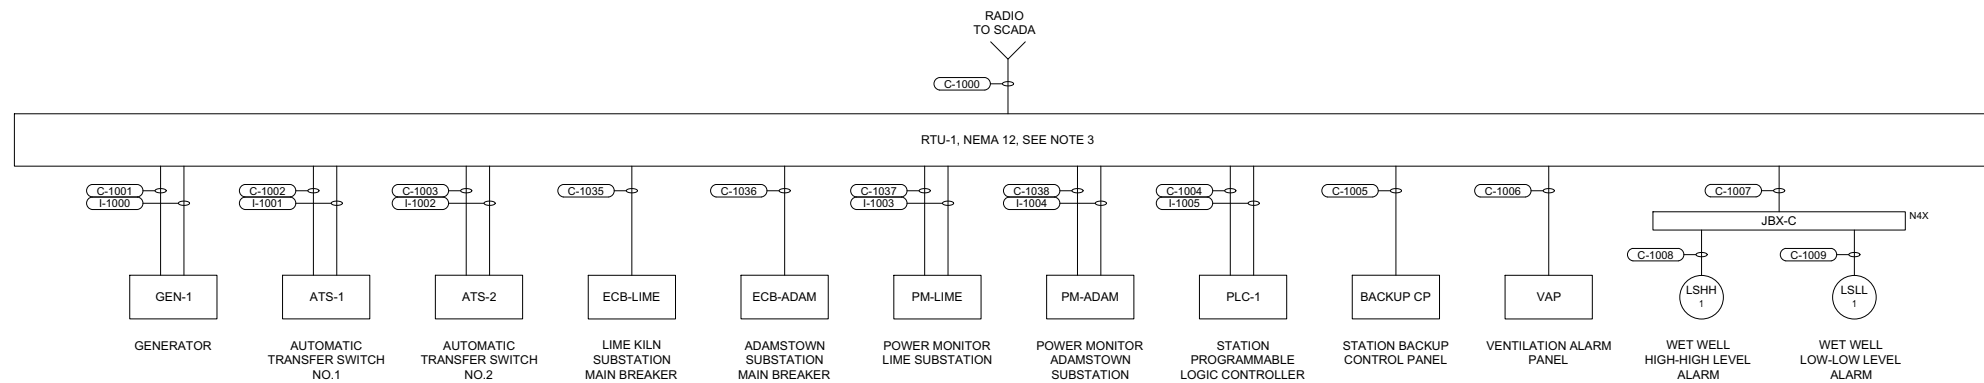 RADIO
TO SCADA
C-1000
RTU-1, NEMA 12, SEE NOTE 3
C-1001
I-1000
C-1002
I-1001
C-1003
I-1002
C-1035
C-1036
C-1037
I-1003
C-1038
I-1004
C-1004
I-1005
C-1005
C-1006
C-1007
JBX-C
N4X
C-1008
C-1009
GEN-1
ATS-1
ATS-2
ECB-LIME
ECB-ADAM
PM-LIME
PM-ADAM
PLC-1
BACKUP CP
VAP
LSHH
1
LSLL
1
GENERATOR
AUTOMATIC
TRANSFER SWITCH
NO.1
AUTOMATIC
TRANSFER SWITCH
NO.2
LIME KILN
SUBSTATION
MAIN BREAKER
ADAMSTOWN
SUBSTATION
MAIN BREAKER
POWER MONITOR
LIME SUBSTATION
POWER MONITOR
ADAMSTOWN
SUBSTATION
STATION
PROGRAMMABLE
LOGIC CONTROLLER
STATION BACKUP
CONTROL PANEL
VENTILATION ALARM
PANEL
WET WELL
HIGH-HIGH LEVEL
ALARM
WET WELL
LOW-LOW LEVEL
ALARM